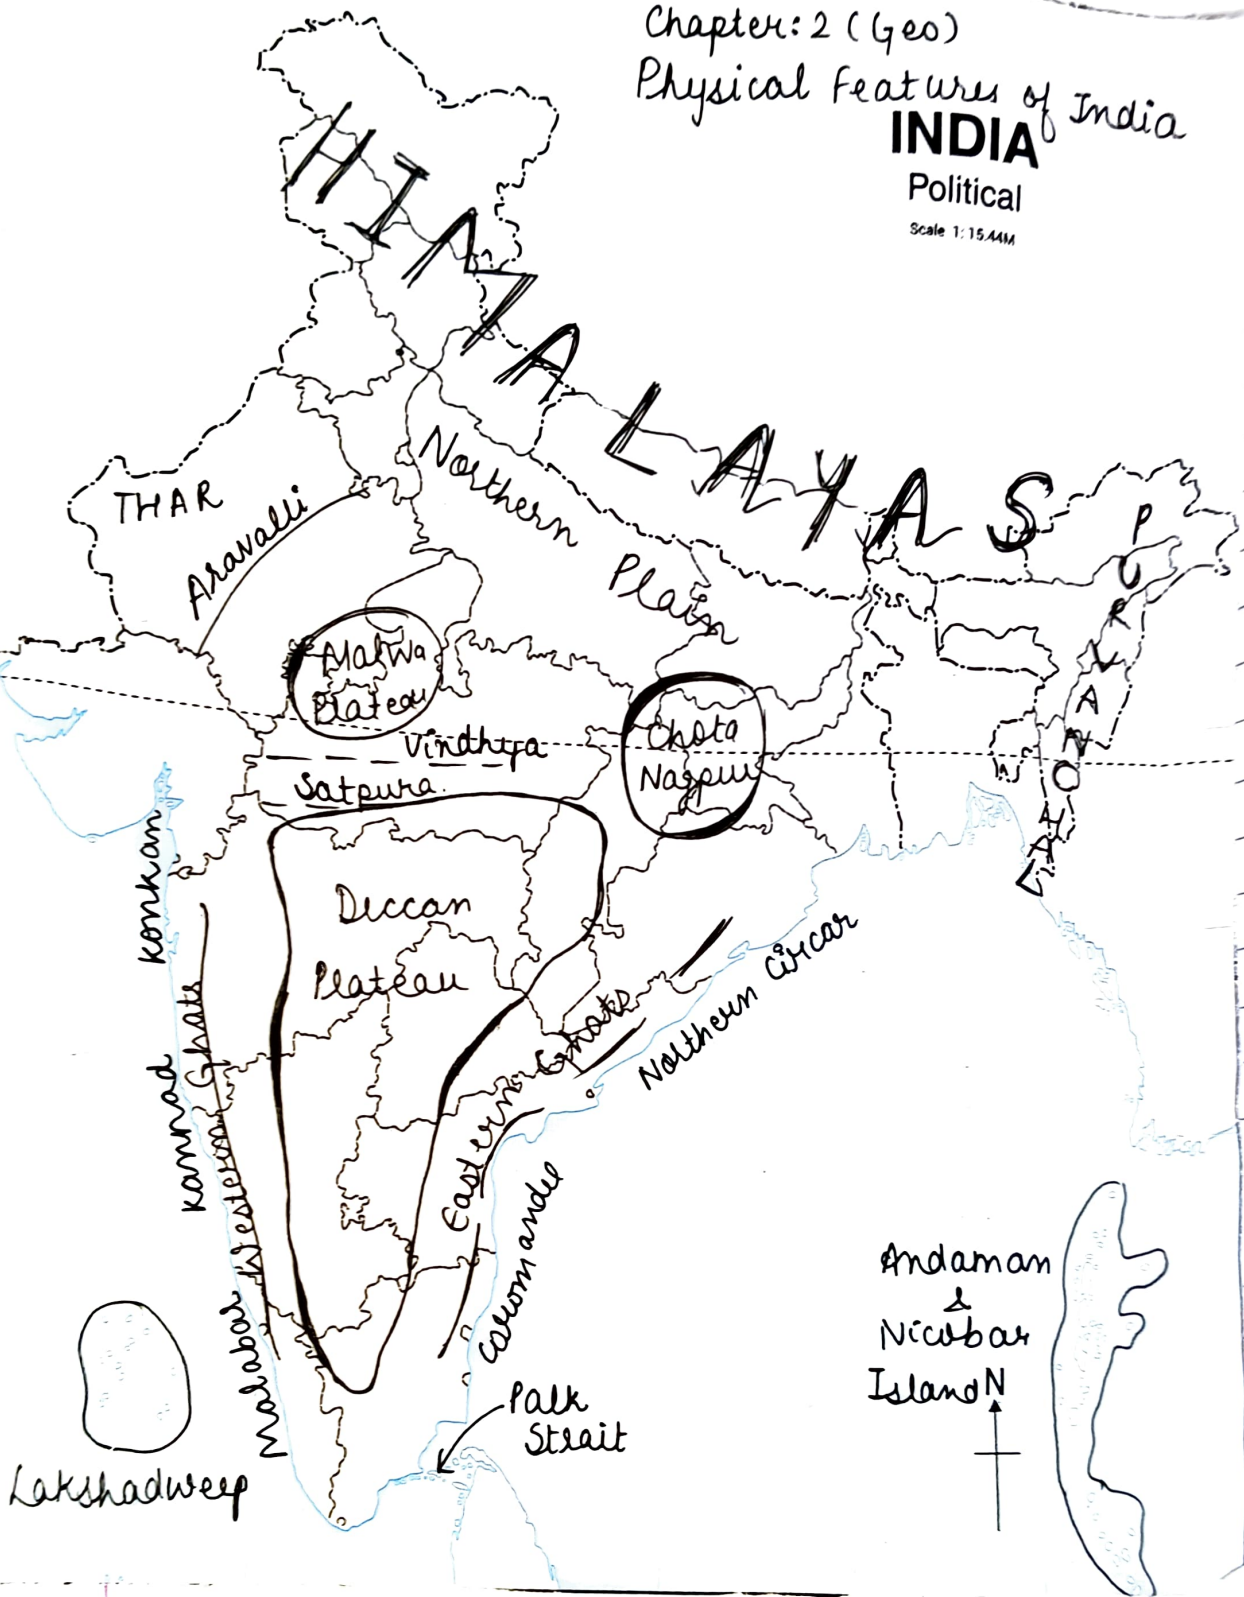 Chapter: 2 (Geo)
Physical Features of India
INDIA
Political
Scale 1:15.44M
HIMALAYAS
Northern Plain
THAR
Aravalli
PURVANCHAL
Malwa
Plateau
Chota
Nagpur
Vindhya
Satpura
Deccan
Plateau
Konkan
Kannad
Malabar
Western Ghats
Eastern Ghats
Northern Circar
Coromandel
Palk
Strait
Lakshadweep
Andaman
&
Nicobar
Island
N